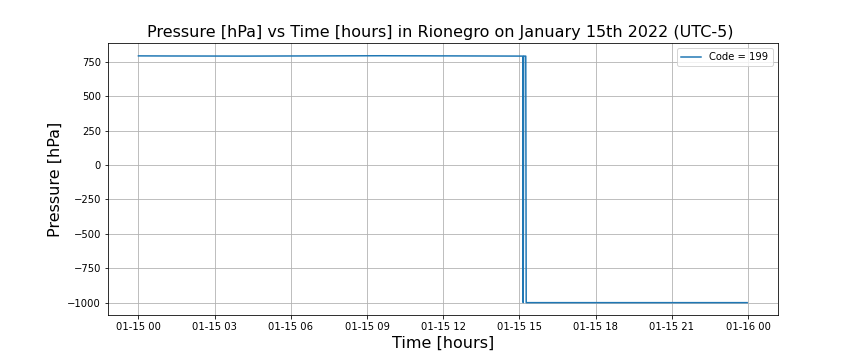 Pressure [hPa] vs Time [hours] in Rionegro on January 15th 2022 (UTC-5)
Code = 199
Pressure [hPa]
750
500
250
0
−250
−500
−750
−1000
01-15 00 01-15 03 01-15 06 01-15 09 01-15 12 01-15 15 01-15 18 01-15 21 01-16 00
Time [hours]